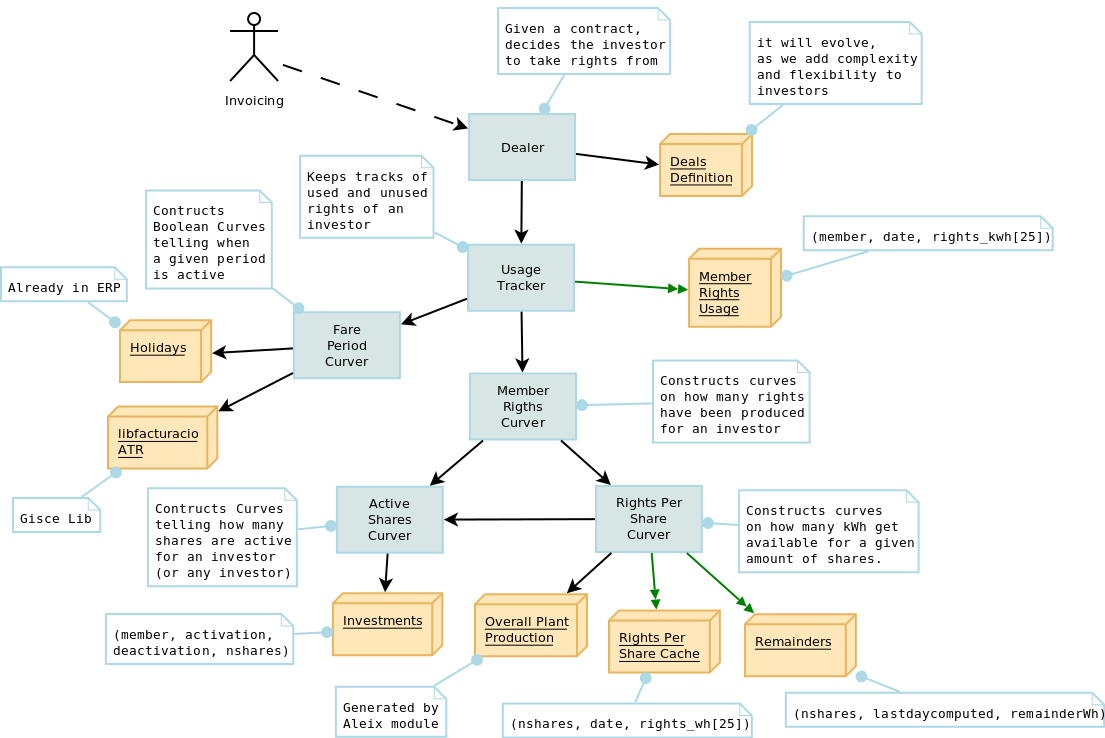 Given a contract,
decides the investor
to take rights from
it will evolve,
as we add complexity
and flexibility to
investors
Invoicing
Dealer
Deals
Definition
Keeps tracks of
used and unused
rights of an
investor
Contructs
Boolean Curves
telling when
a given period
is active
(member, date, rights_kwh[25])
Usage
Tracker
Member
Rights
Usage
Already in ERP
Holidays
Fare
Period
Curver
Member
Rigths
Curver
Constructs curves
on how many rights
have been produced
for an investor
libfacturacio
ATR
Gisce Lib
Contructs Curves
telling how many
shares are active
for an investor
(or any investor)
Active
Shares
Curver
Rights Per
Share
Curver
Constructs curves
on how many kWh get
available for a given
amount of shares.
(member, activation,
deactivation, nshares)
Investments
Overall Plant
Production
Rights Per
Share Cache
Remainders
Generated by
Aleix module
(nshares, date, rights_wh[25])
(nshares, lastdaycomputed, remainderWh)